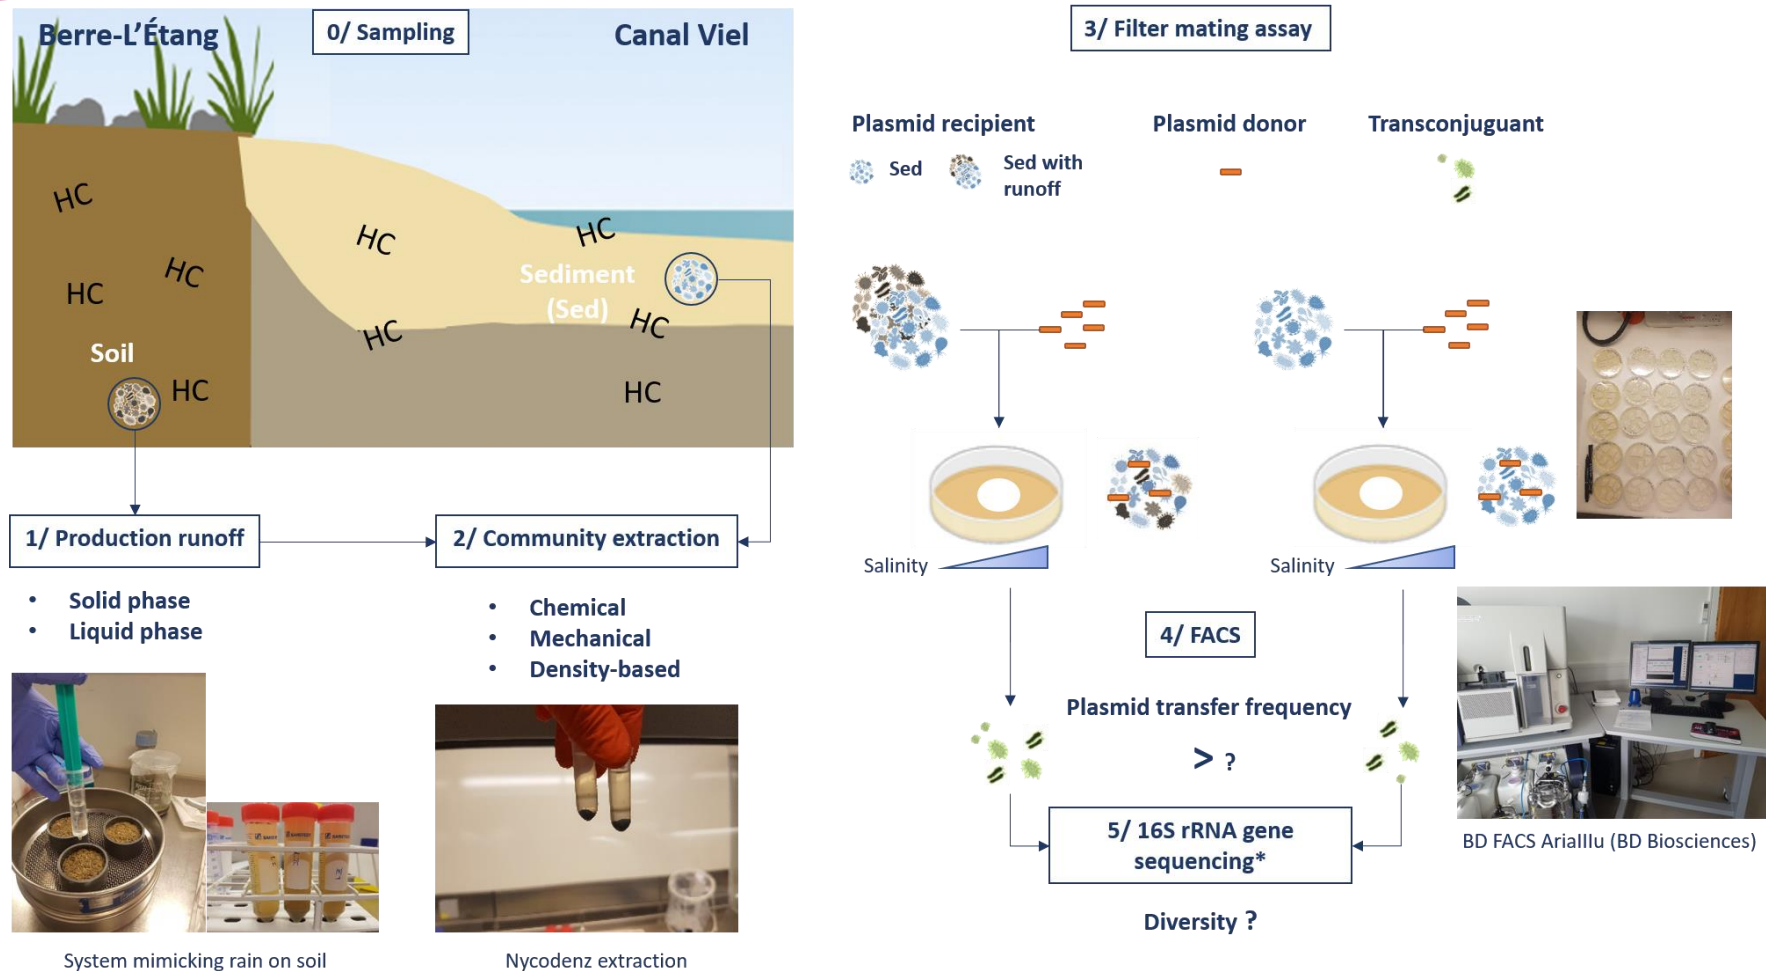 Berre-L'Étang
0/ Sampling
Canal Viel
HC
HC
HC
HC
HC
HC
HC
HC
HC
HC
Sediment
(Sed)
Soil
1/ Production runoff
2/ Community extraction
• Solid phase
• Liquid phase
• Chemical
• Mechanical
• Density-based
System mimicking rain on soil
Nycodenz extraction
3/ Filter mating assay
Plasmid recipient
Plasmid donor
Transconjuguant
Sed
Sed with
runoff
Salinity
Salinity
4/ FACS
Plasmid transfer frequency
> ?
5/ 16S rRNA gene
sequencing*
Diversity ?
BD FACS ArialIIu (BD Biosciences)